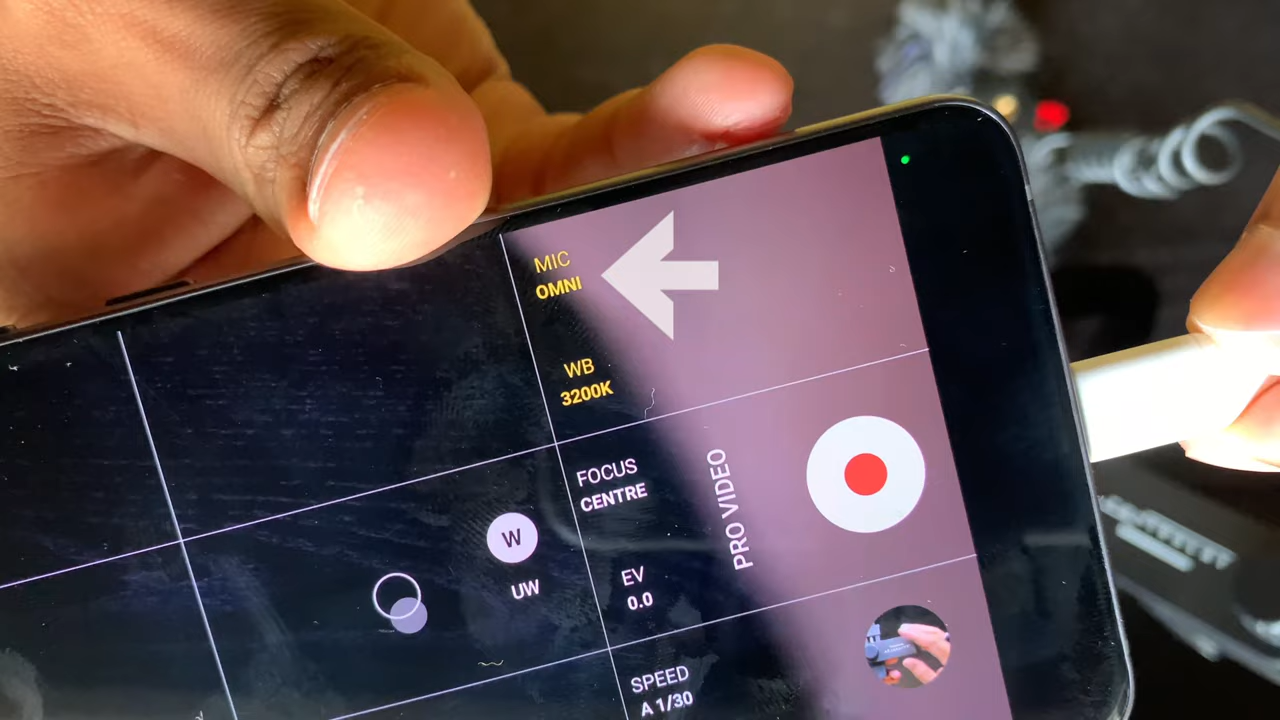 MIC
OMNI
WB
3200K
FOCUS
CENTRE
PRO VIDEO
W
UW
EV
0.0
SPEED
A 1/30